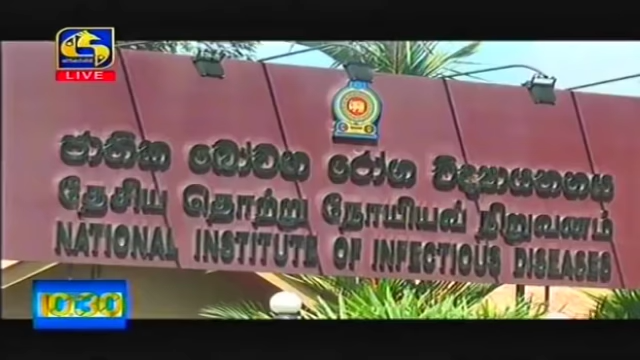 LIVE
ජාතික බෝවන රෝග විද්‍යායතනය
தேசிய தொற்று நோயியல் நிறுவனம்
NATIONAL INSTITUTE OF INFECTIOUS DISEASES
10:30